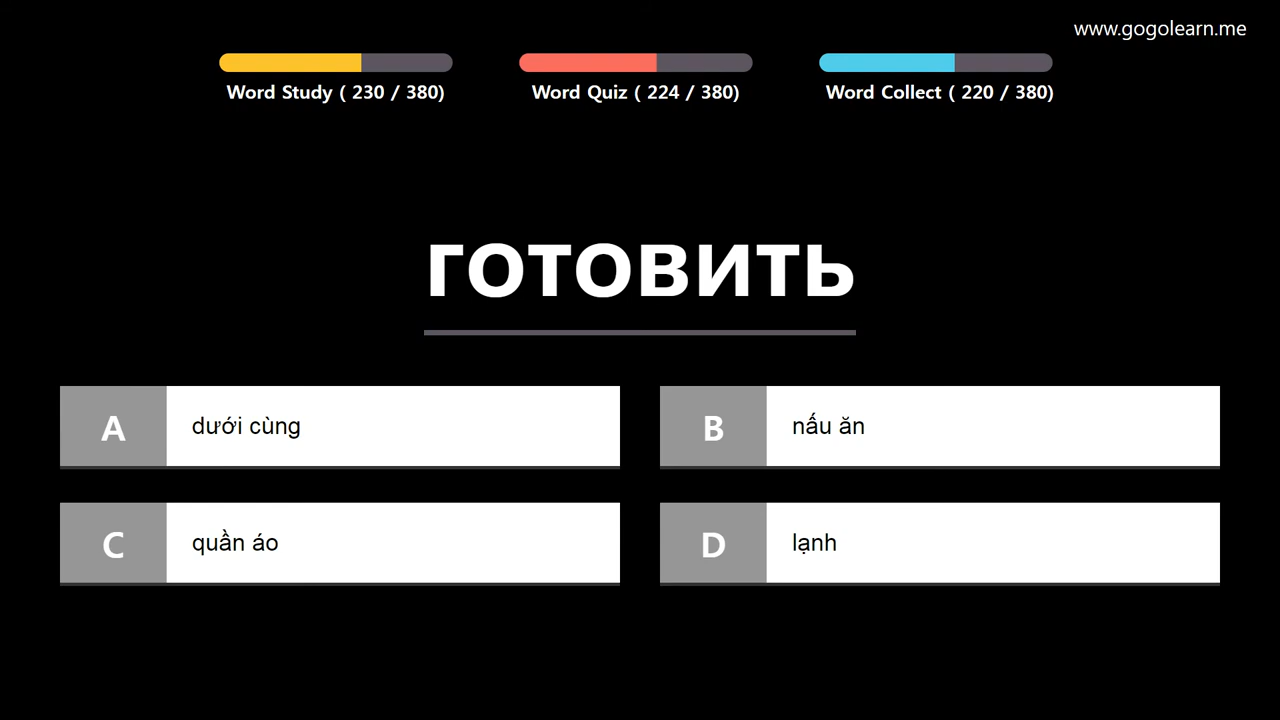 www.gogolearn.me
Word Study ( 230 / 380)
Word Quiz ( 224 / 380)
Word Collect ( 220 / 380)
ГОТОВИТЬ
A
dưới cùng
B
nấu ăn
C
quần áo
D
lạnh